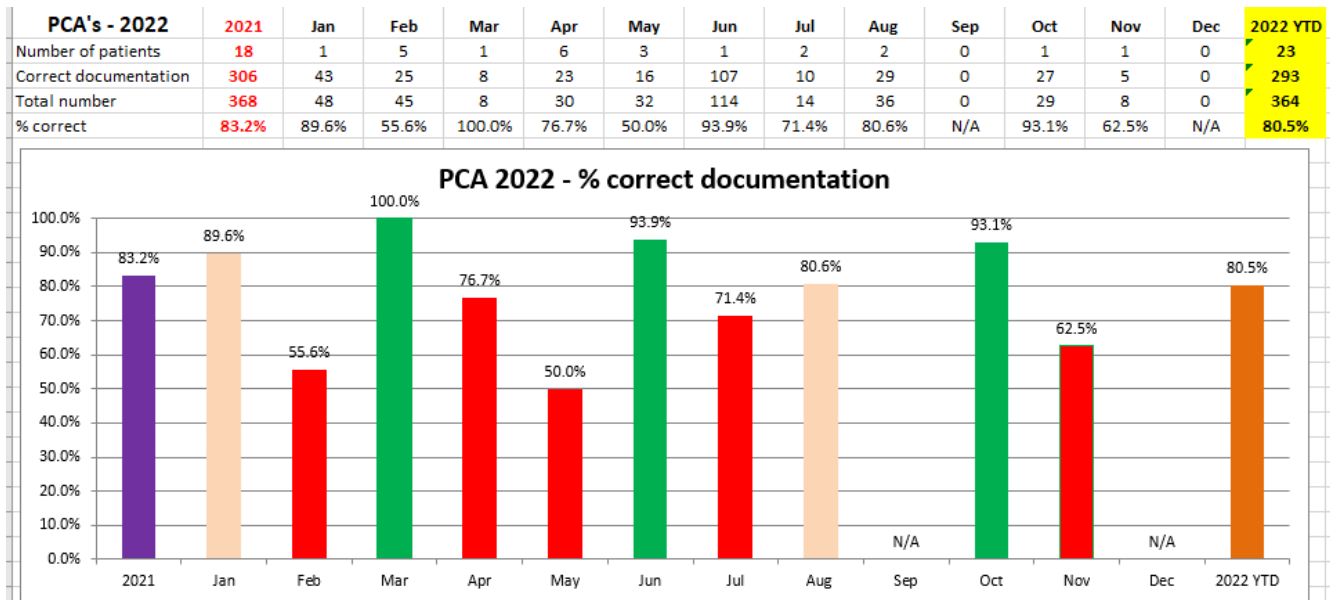 PCA's - 2022 2021 Jan Feb Mar Apr May Jun Jul Aug Sep Oct Nov Dec 2022 YTD
Number of patients 18 1 5 1 6 3 1 2 2 0 1 1 0 23
Correct documentation 306 43 25 8 23 16 107 10 29 0 27 5 0 293
Total number 368 48 45 8 30 32 114 14 36 0 29 8 0 364
% correct 83.2% 89.6% 55.6% 100.0% 76.7% 50.0% 93.9% 71.4% 80.6% N/A 93.1% 62.5% N/A 80.5%
PCA 2022 - % correct documentation
100.0%
90.0%
80.0%
70.0%
60.0%
50.0%
40.0%
30.0%
20.0%
10.0%
0.0%
83.2% 89.6% 55.6% 100.0% 76.7% 50.0% 93.9% 71.4% 80.6% N/A 93.1% 62.5% N/A 80.5%
2021 Jan Feb Mar Apr May Jun Jul Aug Sep Oct Nov Dec 2022 YTD